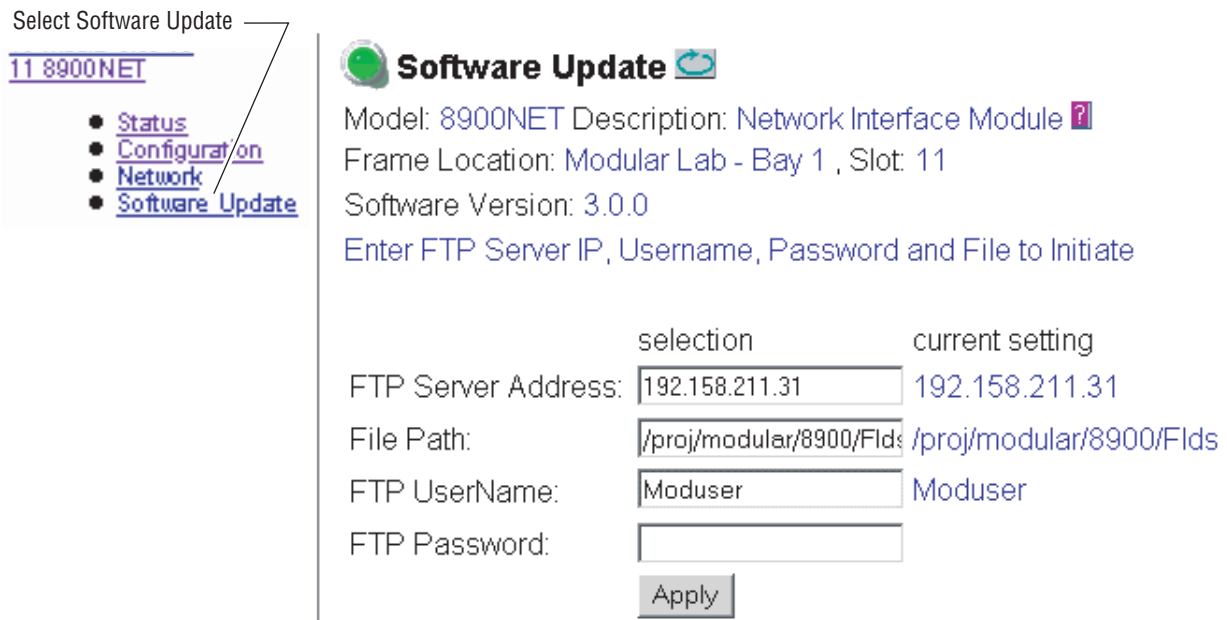 Select Software Update
11 8900NET
Status
Configuration
Network
Software Update
Software Update
Model: 8900NET Description: Network Interface Module ?
Frame Location: Modular Lab - Bay 1 , Slot: 11
Software Version: 3.0.0
Enter FTP Server IP, Username, Password and File to Initiate
selection current setting
FTP Server Address: 192.158.211.31 192.158.211.31
File Path: /proj/modular/8900/Flds /proj/modular/8900/Flds
FTP UserName: Moduser Moduser
FTP Password:
Apply